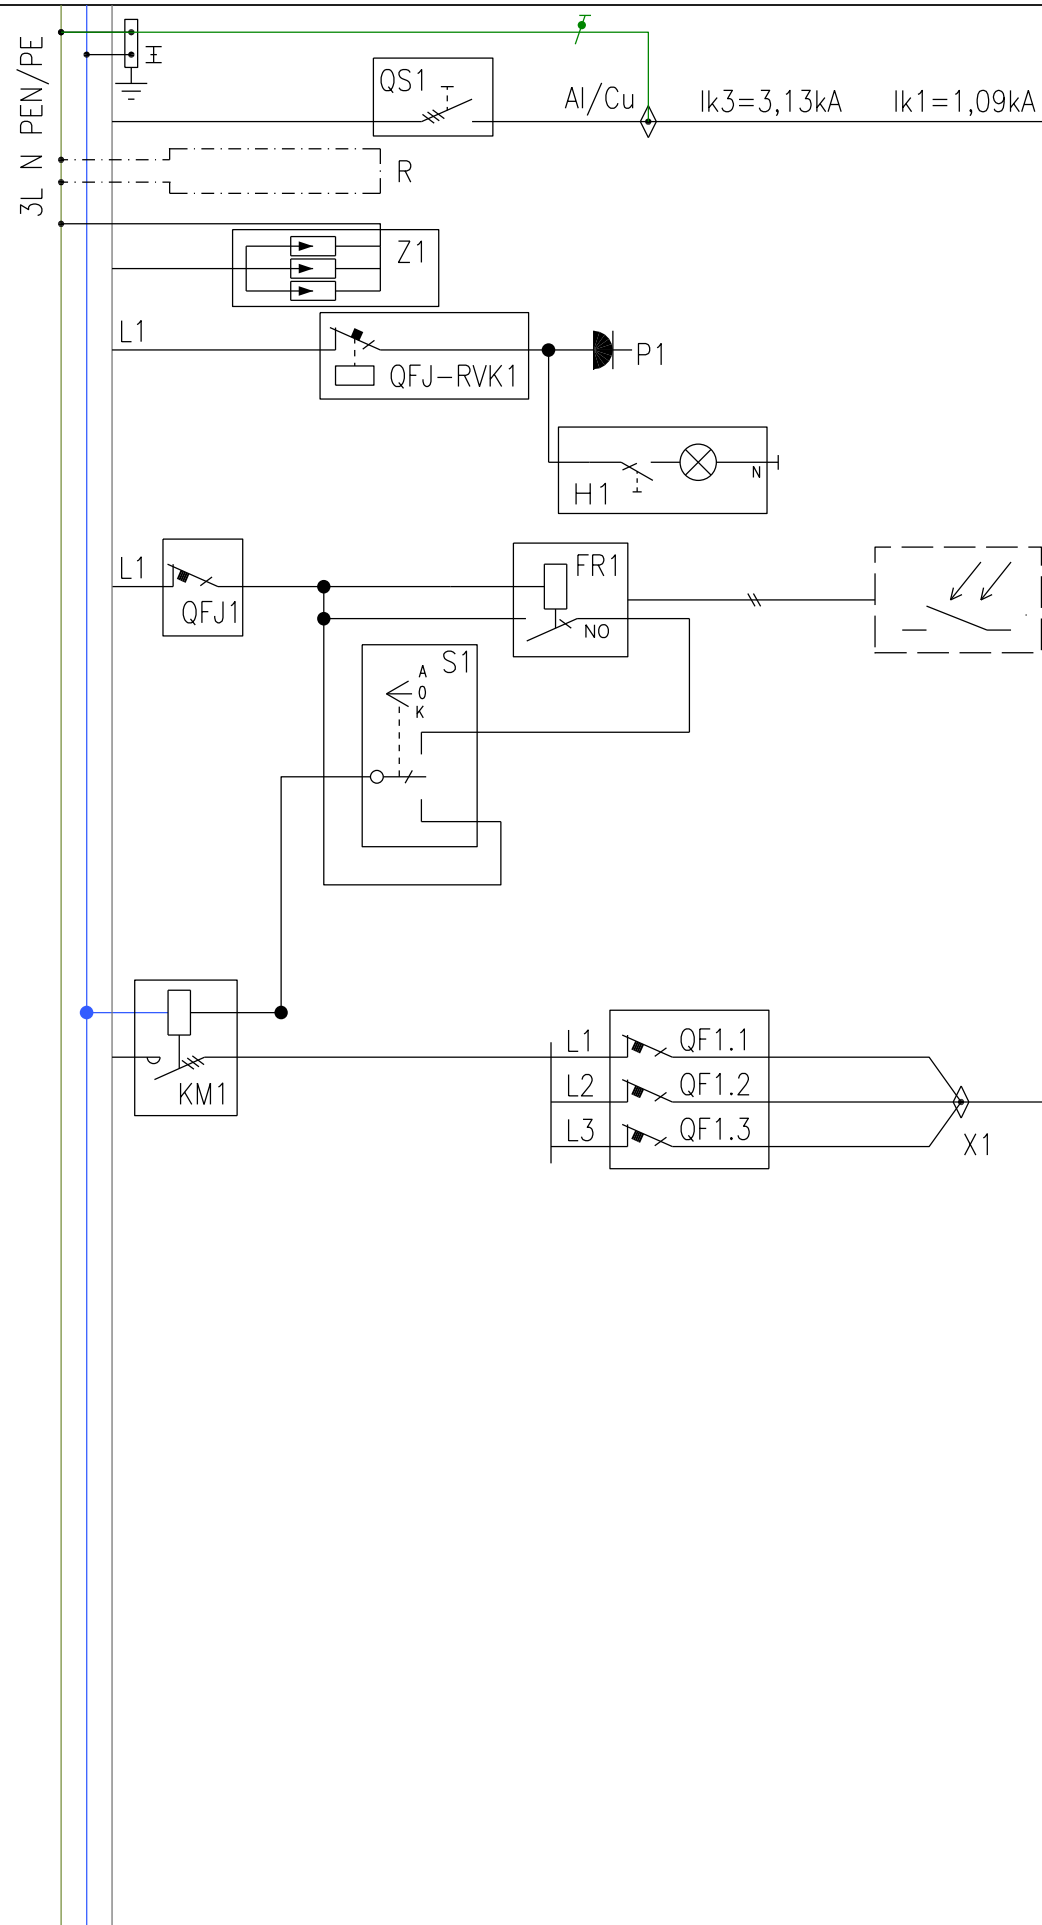 3L N PEN/PE
QS1
Al/Cu
Ik3=3,13kA
Ik1=1,09kA
R
Z1
L1
QFJ-RVK1
P1
H1
N
L1
QFJ1
FR1
NO
S1
A
0
K
KM1
L1
QF1.1
L2
QF1.2
L3
QF1.3
X1